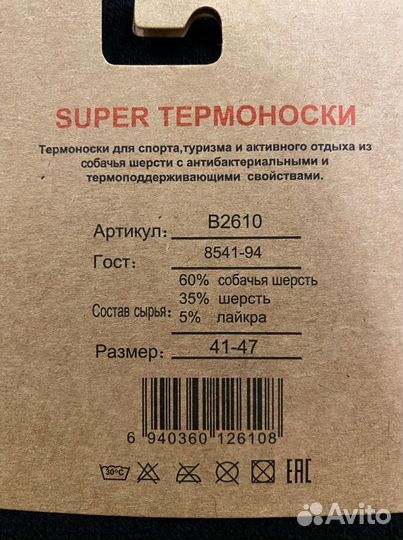 SUPER ТЕРМОНОСКИ
Термоноски для спорта,туризма и активного отдыха из
собачья шерсти с антибактериальными и
термоподдерживающими свойствами.
Артикул: B2610
Гост: 8541-94
60% собачья шерсть
35% шерсть
Состав сырья: 5% лайкра
Размер: 41-47
6 940360 126108
30°C
EAC
Avito